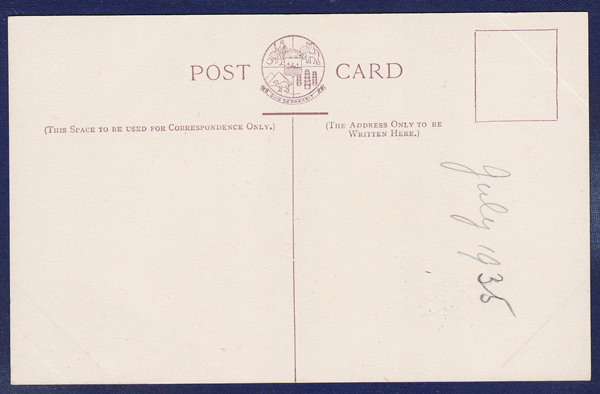 POST CARD
(THIS SPACE TO BE USED FOR CORRESPONDENCE ONLY.)
(THE ADDRESS ONLY TO BE
WRITTEN HERE.)
July 1935